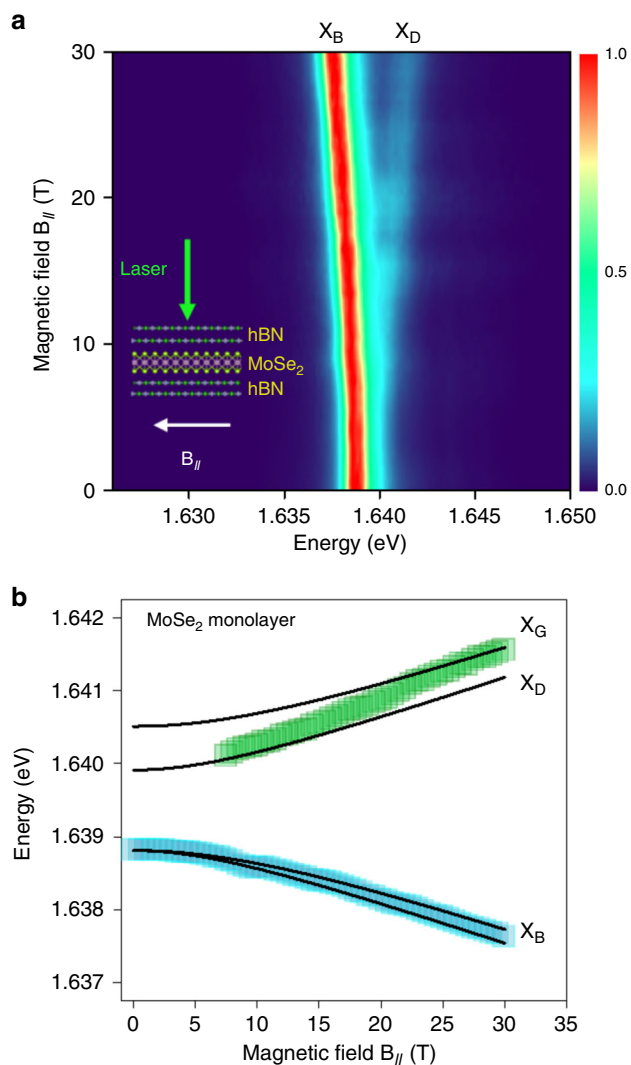 a
X_B X_D
30
20
10
0
Magnetic field B_// (T)
1.630 1.635 1.640 1.645 1.650
Energy (eV)
1.0
0.5
0.0
Laser
hBN
MoSe₂
hBN
B_//
b
MoSe₂ monolayer
X_G
X_D
X_B
1.642
1.641
1.640
1.639
1.638
1.637
Energy (eV)
0 5 10 15 20 25 30 35
Magnetic field B_// (T)